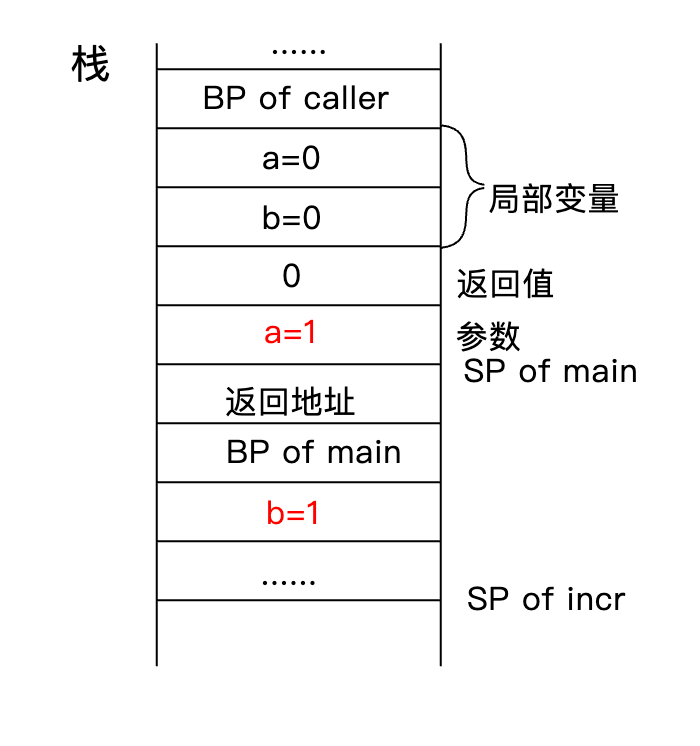 栈
......
BP of caller
a=0
b=0
局部变量
0
返回值
a=1
参数
SP of main
返回地址
BP of main
b=1
......
SP of incr